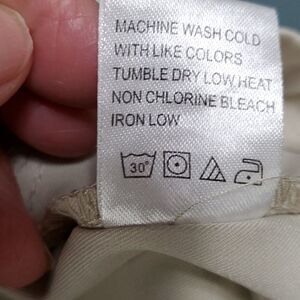 MACHINE WASH COLD
WITH LIKE COLORS
TUMBLE DRY LOW HEAT
NON CHLORINE BLEACH
IRON LOW
30°